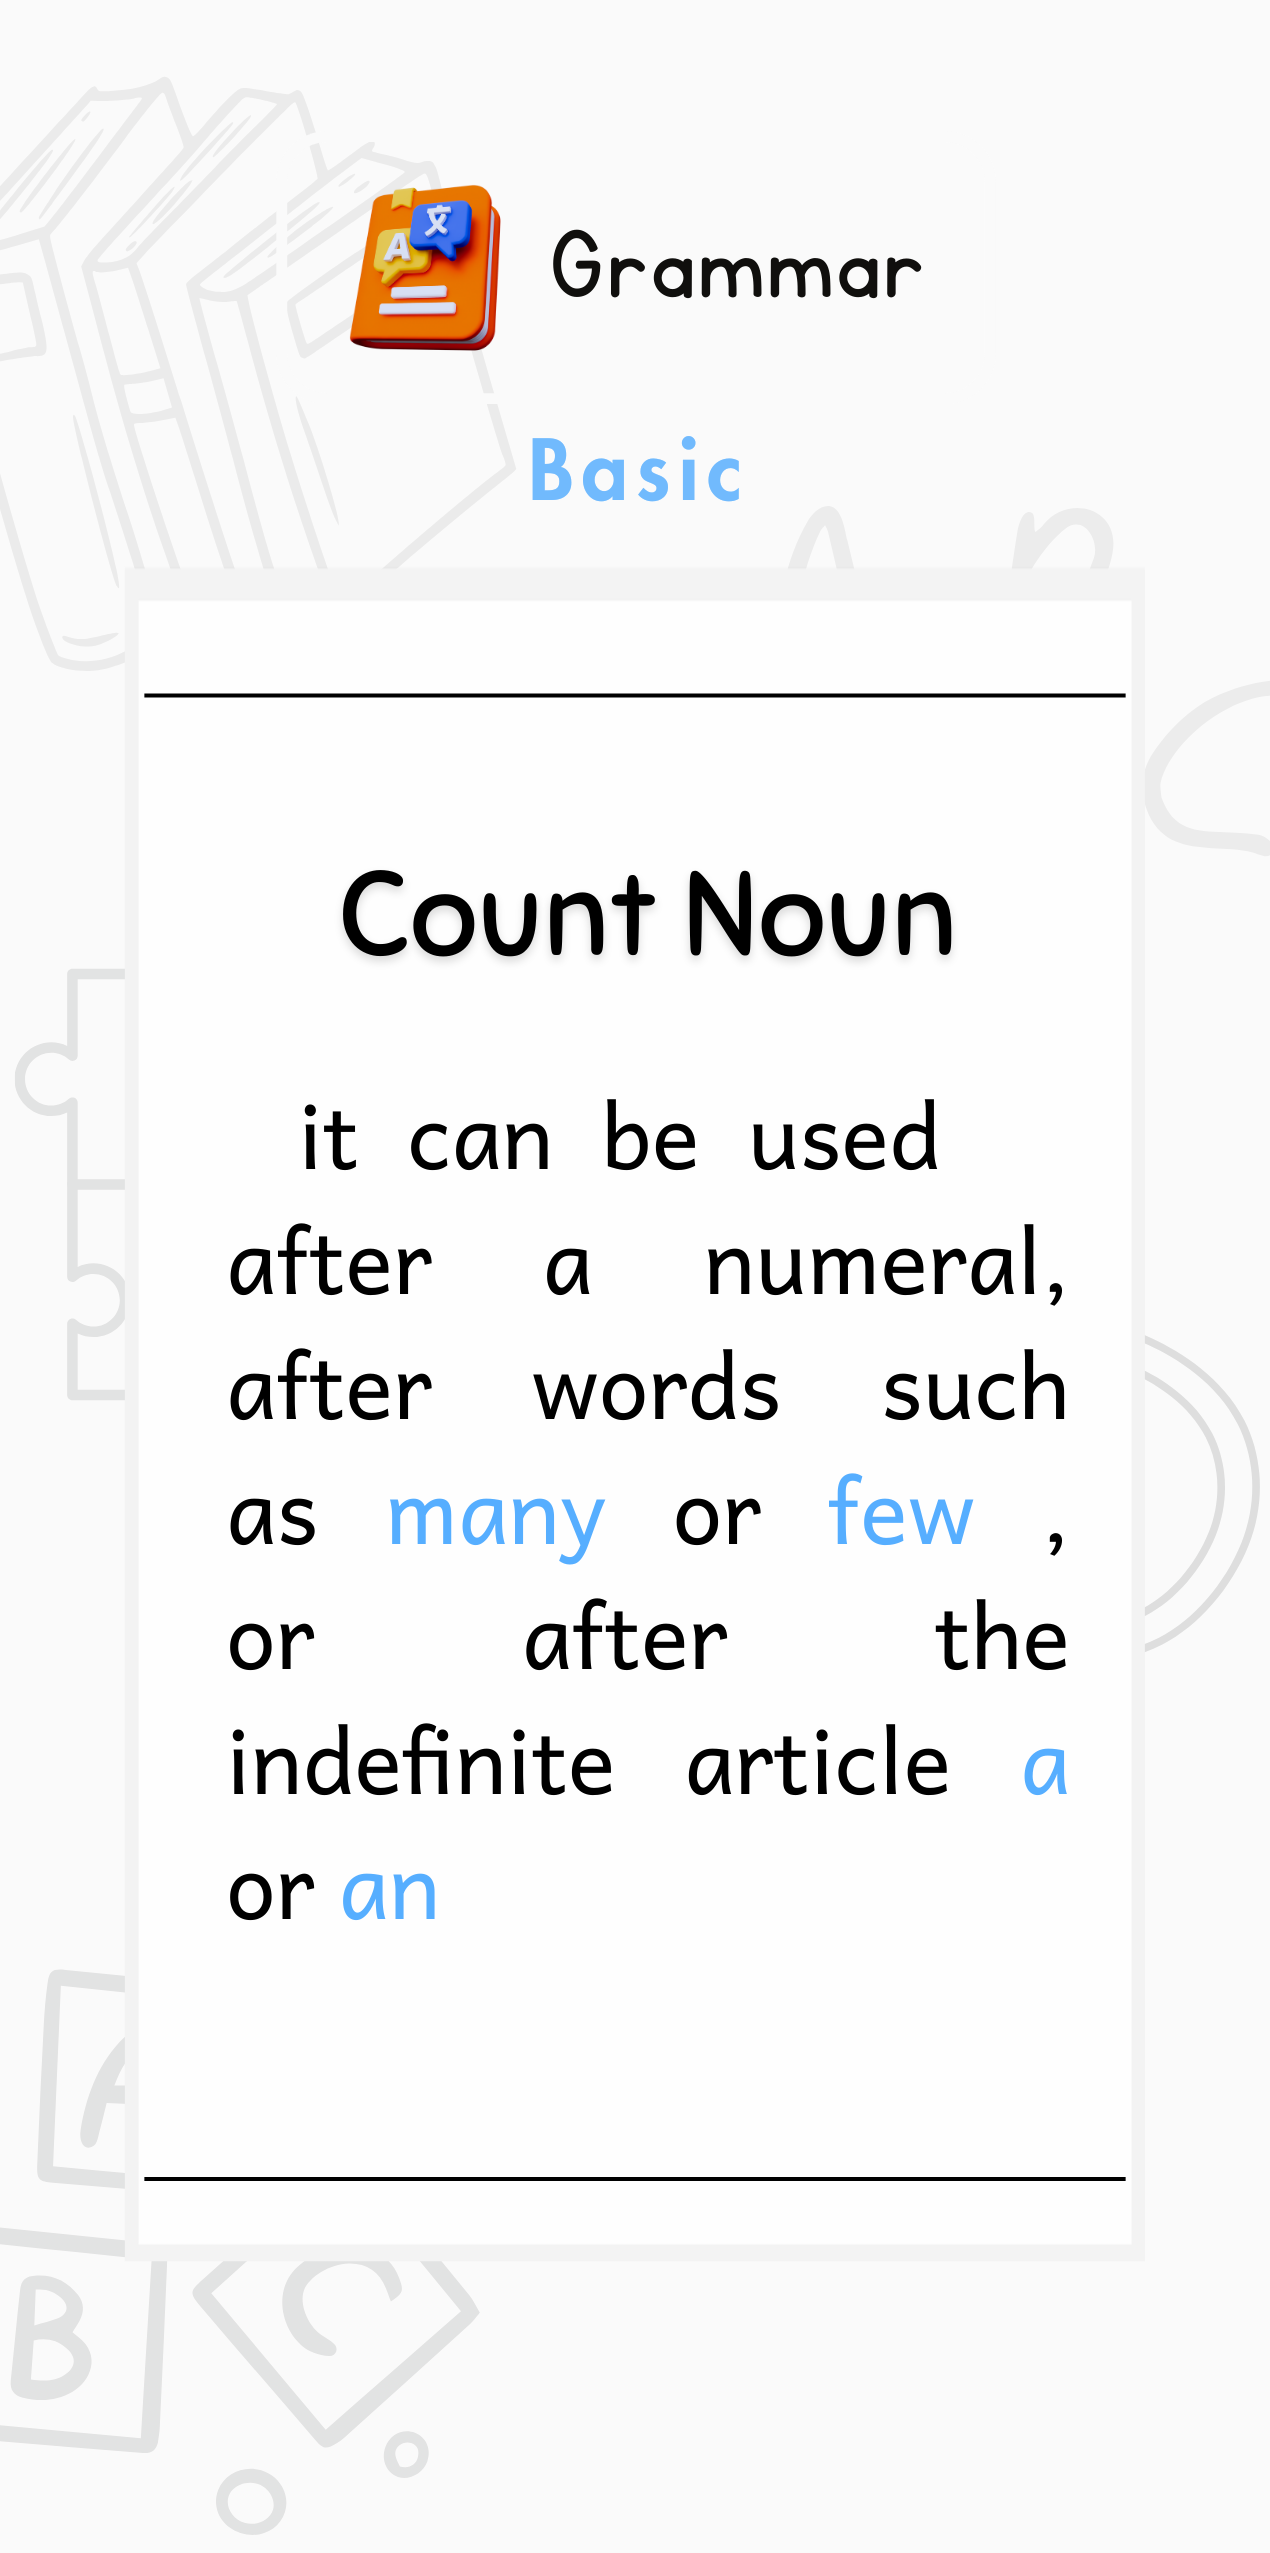 A 文
Grammar
Basic
Count Noun
it can be used
after a numeral,
after words such
as many or few ,
or after the
indefinite article a
or an
A
B
C